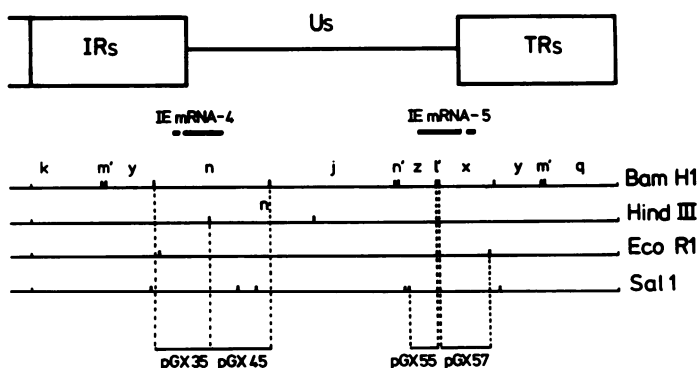 IRs Us TRs
IE mRNA-4 IE mRNA-5
k m' y n j n' z l' x y m' q
Bam H1
n
Hind III
Eco R1
Sal 1
pGX35 pGX45 pGX55 pGX57